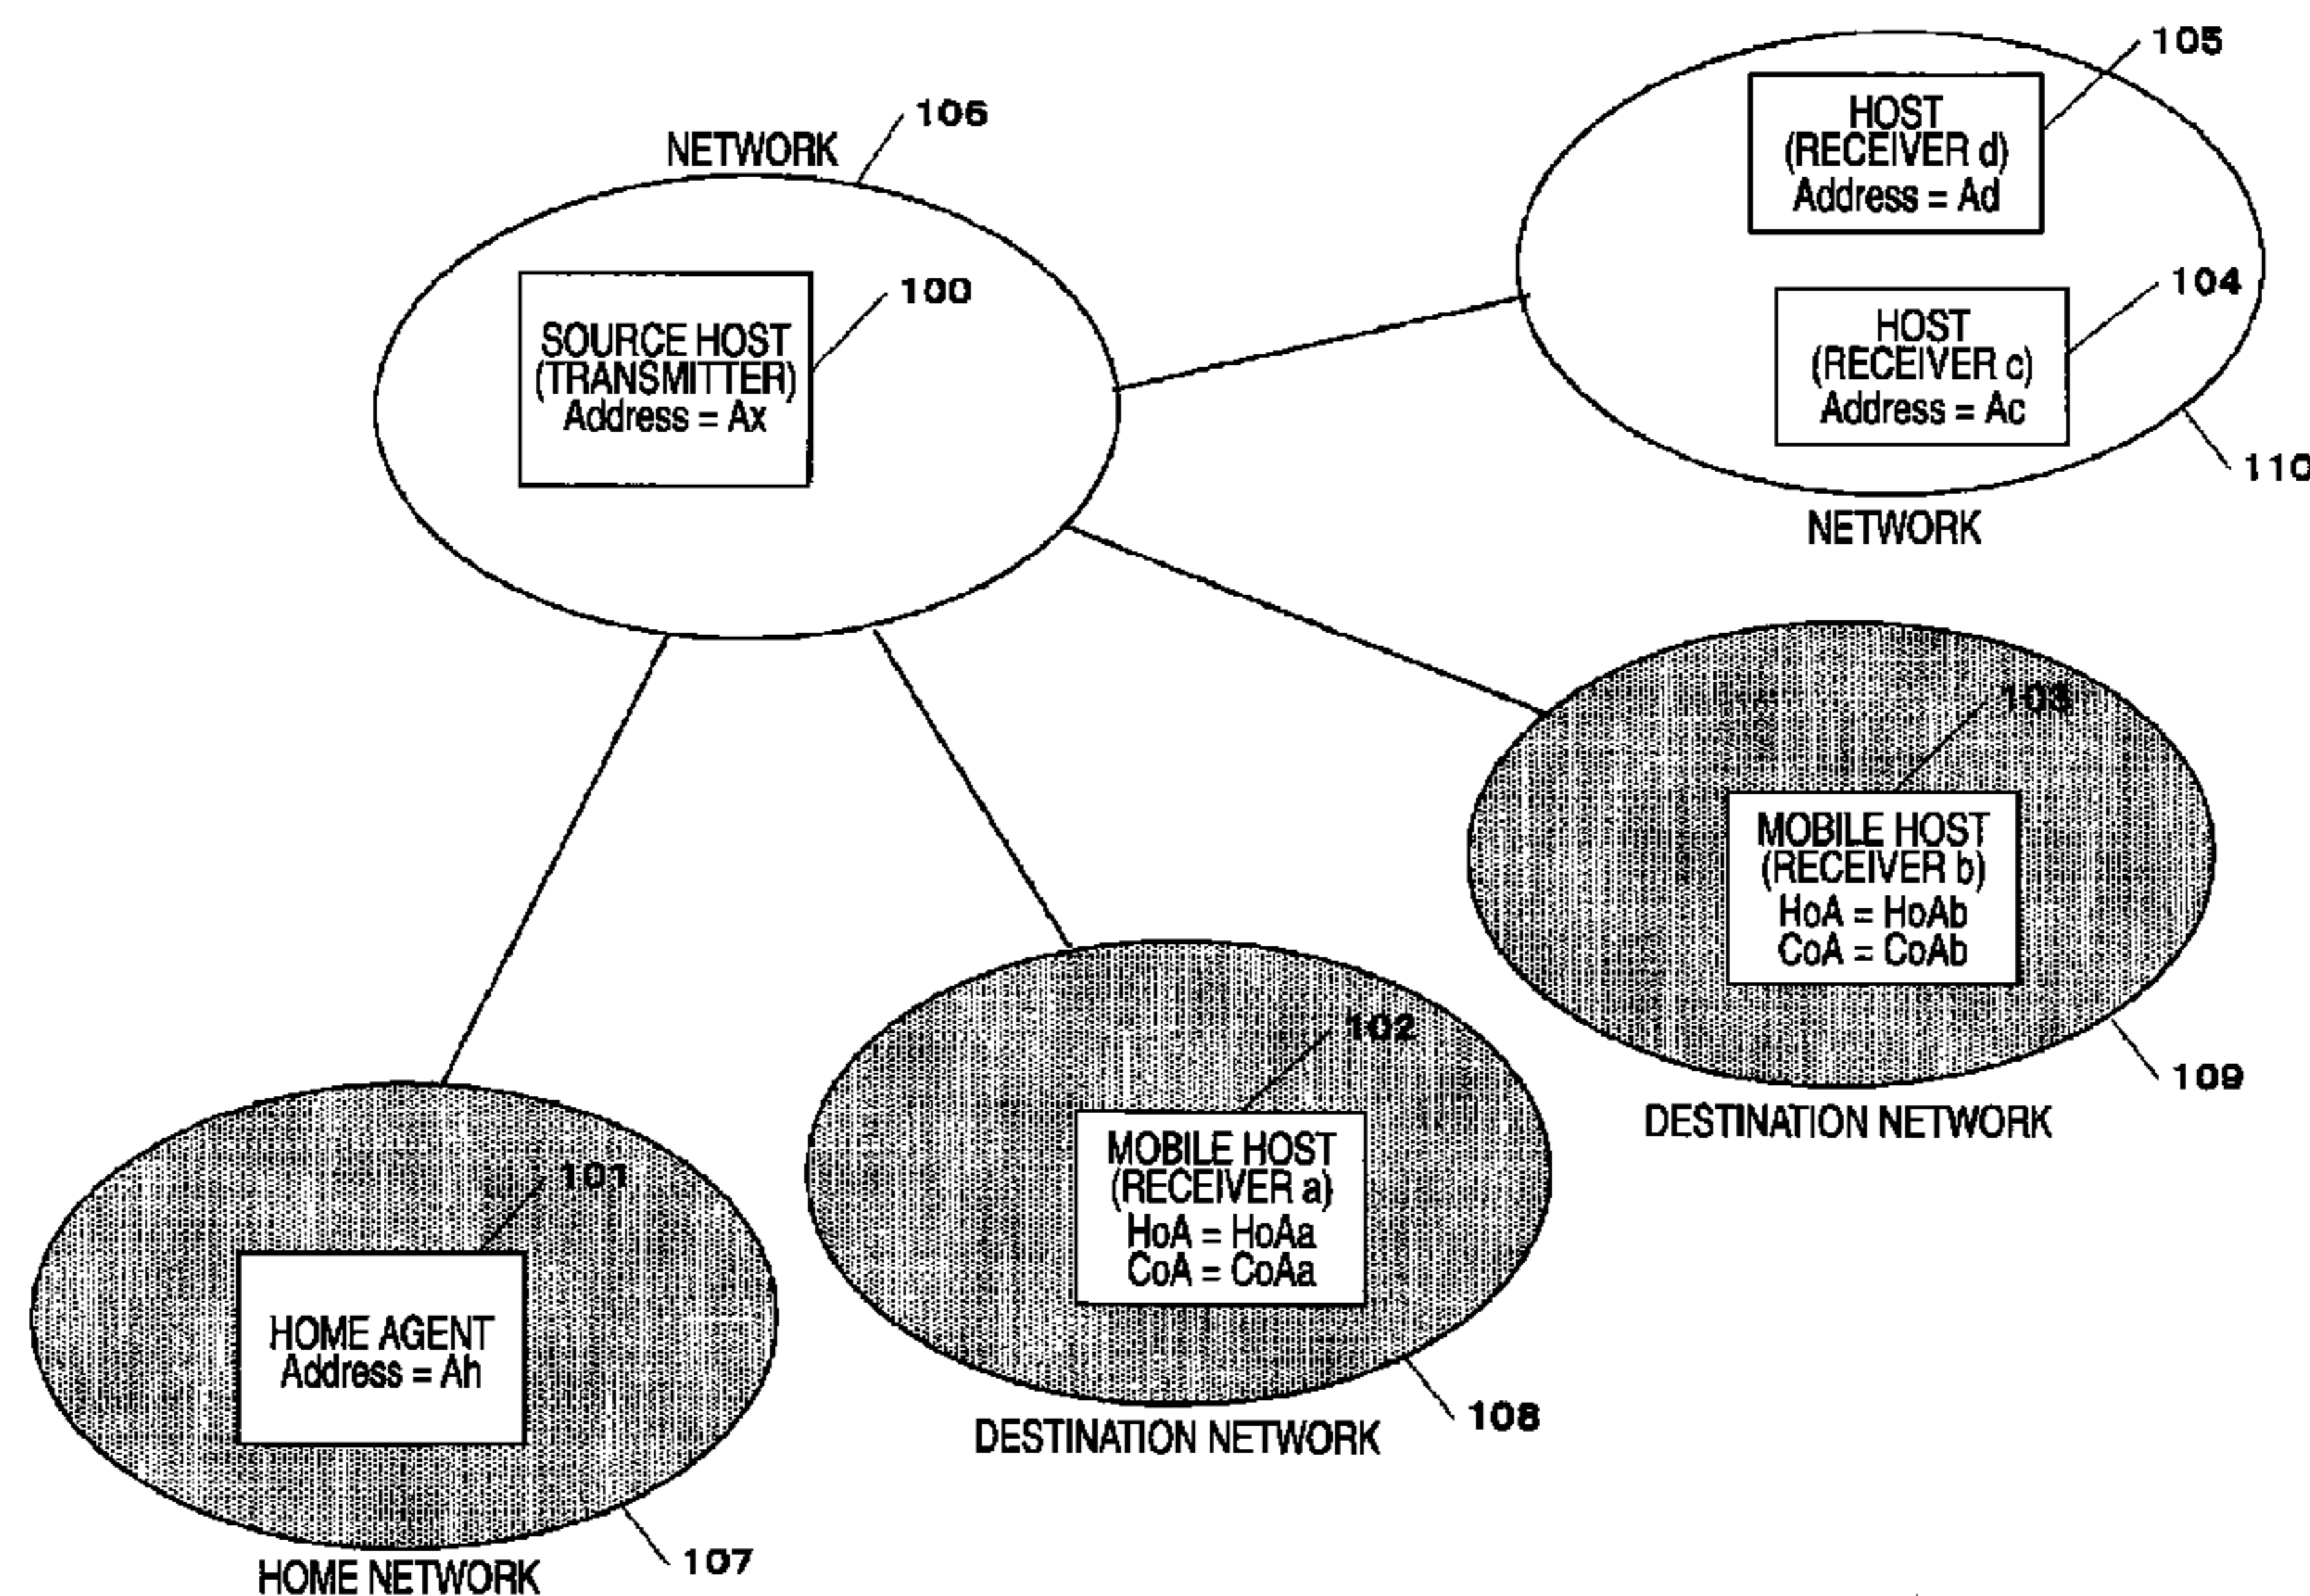 105
HOST
(RECEIVER d)
Address = Ad
106
NETWORK
104
HOST
(RECEIVER c)
Address = Ac
100
SOURCE HOST
(TRANSMITTER)
Address = Ax
110
NETWORK
103
MOBILE HOST
(RECEIVER b)
HoA = HoAb
CoA = CoAb
109
DESTINATION NETWORK
102
MOBILE HOST
(RECEIVER a)
HoA = HoAa
CoA = CoAa
108
DESTINATION NETWORK
101
HOME AGENT
Address = Ah
107
HOME NETWORK